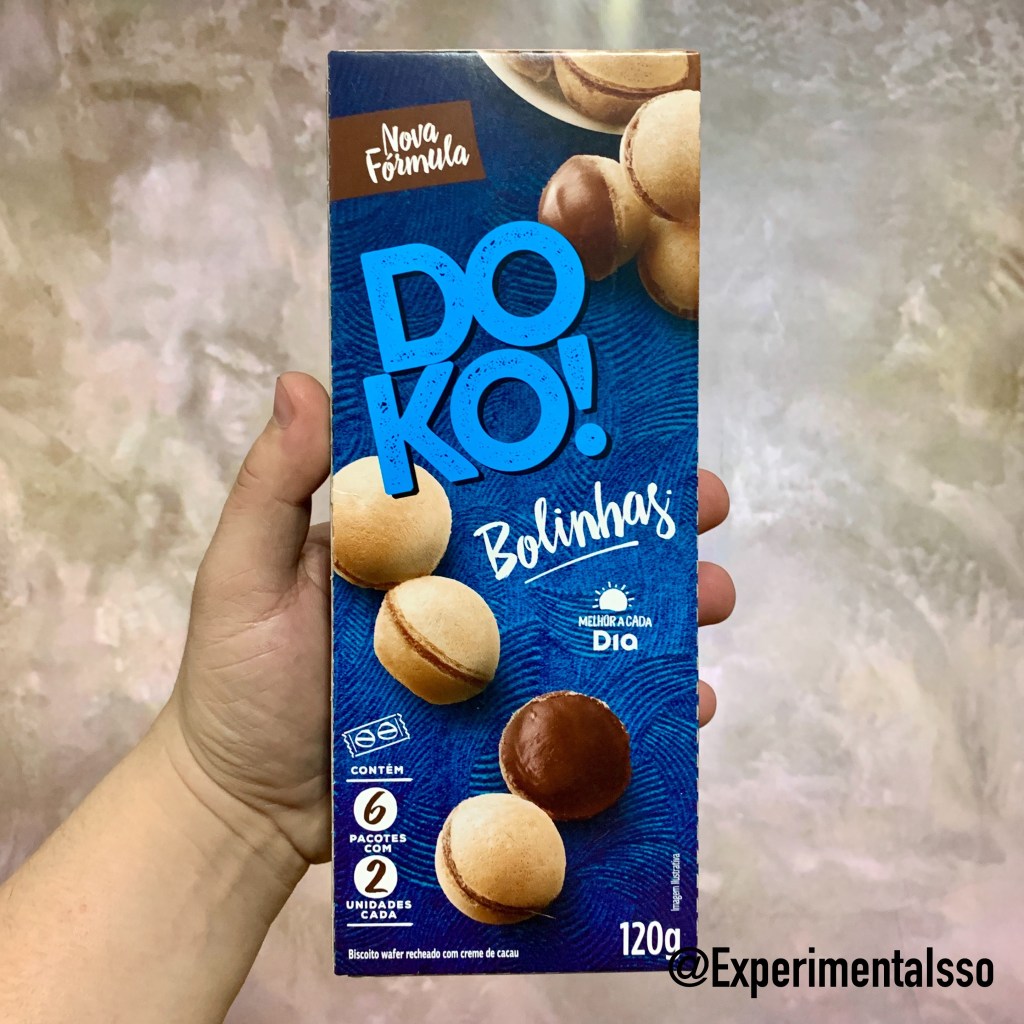 Nova
Fórmula
DO
KO!
Bolinhas
MELHOR A CADA
Dia
CONTÉM
6
PACOTES
COM
2
UNIDADES
CADA
Imagem Ilustrativa
Biscoito wafer recheado com creme de cacau
120g
@Experimentalsso